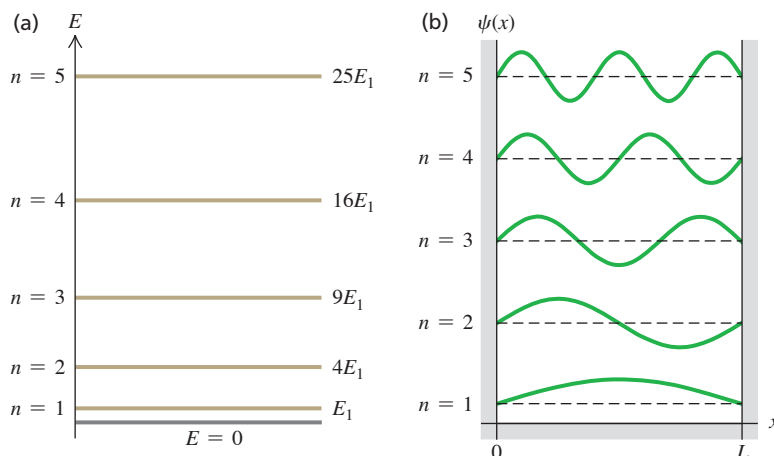 (a)
E
n = 5 25E₁
n = 4 16E₁
n = 3 9E₁
n = 2 4E₁
n = 1 E₁
E = 0
(b)
ψ(x)
n = 5
n = 4
n = 3
n = 2
n = 1
x
0 L